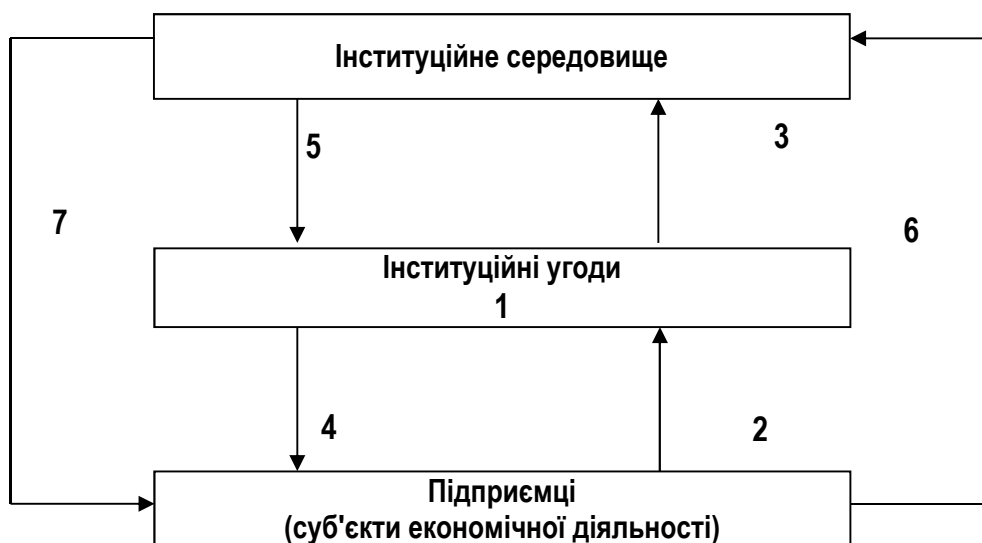 Інституційне середовище
5
3
7
6
Інституційні угоди
1
4
2
Підприємці
(суб'єкти економічної діяльності)